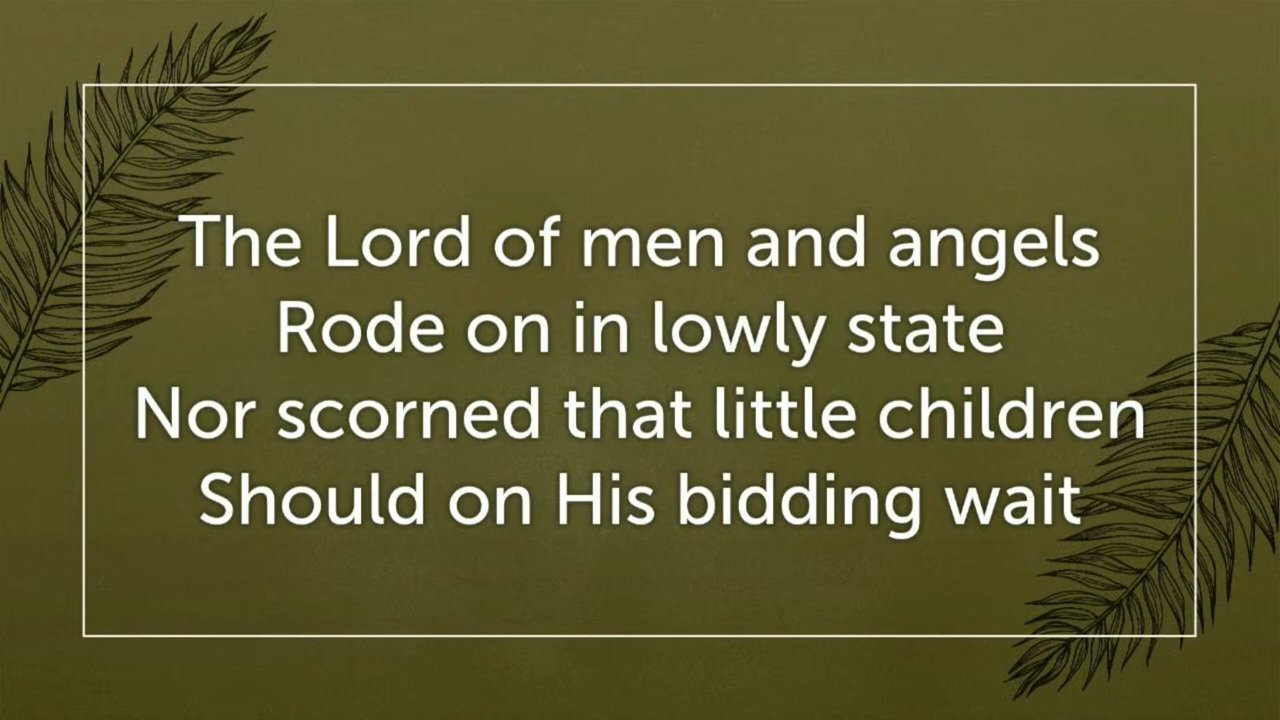 The Lord of men and angels
Rode on in lowly state
Nor scorned that little children
Should on His bidding wait